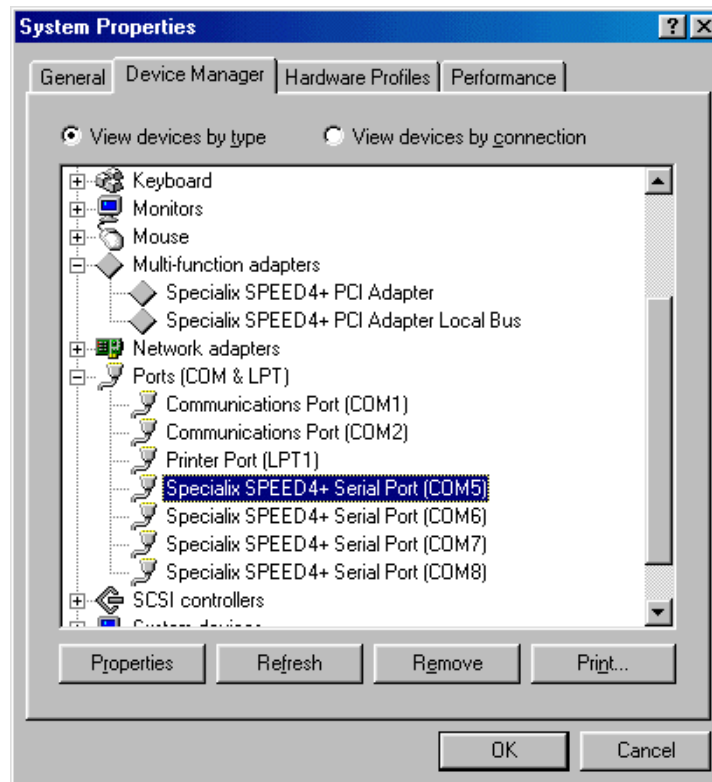 System Properties
General Device Manager Hardware Profiles Performance
View devices by type View devices by connection
Keyboard
Monitors
Mouse
Multi-function adapters
Specialix SPEED4+ PCI Adapter
Specialix SPEED4+ PCI Adapter Local Bus
Network adapters
Ports (COM & LPT)
Communications Port (COM1)
Communications Port (COM2)
Printer Port (LPT1)
Specialix SPEED4+ Serial Port (COM5)
Specialix SPEED4+ Serial Port (COM6)
Specialix SPEED4+ Serial Port (COM7)
Specialix SPEED4+ Serial Port (COM8)
SCSI controllers
System devices
Properties Refresh Remove Print...
OK Cancel